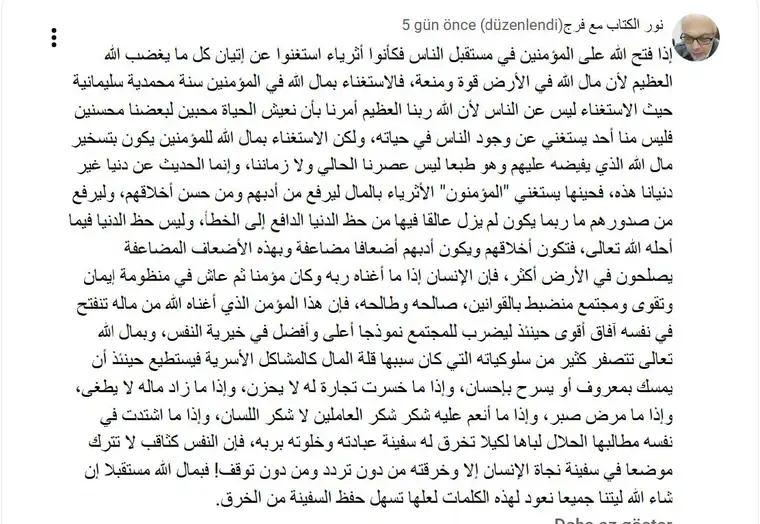 نور الكتاب مع فرج 5 gün önce (düzenlendi)
إذا فتح الله على المؤمنين في مستقبل الناس فكأنوا أثرياء استغنوا عن إتيان كل ما يغضب الله
العظيم لأن مال الله في الأرض قوة ومنعة، فالاستغناء بمال الله في المؤمنين سنة محمدية سليمانية
حيث الاستغناء ليس عن الناس لأن الله ربنا العظيم أمرنا بأن نعيش الحياة محبين لبعضنا محسنين
فليس منا أحد يستغني عن وجود الناس في حياته، ولكن الاستغناء بمال الله للمؤمنين يكون بتسخير
مال الله الذي يفيضه عليهم وهو طبعا ليس عصرنا الحالي ولا زماننا، وإنما الحديث عن دنيا غير
دنيانا هذه، فحينها يستغني "المؤمنون" الأثرياء بالمال ليرفع من أدبهم ومن حسن أخلاقهم، وليرفع
من صدورهم ما ربما يكون لم يزل عالقا فيها من حظ الدنيا الدافع إلى الخطأ، وليس حظ الدنيا فيما
أحله الله تعالى، فتكون أخلاقهم ويكون أدبهم أضعافا مضاعفة وبهذه الأضعاف المضاعفة
يصلحون في الأرض أكثر، فإن الإنسان إذا ما أغناه ربه وكان مؤمنا ثم عاش في منظومة إيمان
وتقوى ومجتمع منضبط بالقوانين، صالحه وطالحه، فإن هذا المؤمن الذي أغناه الله من ماله تنفتح
في نفسه آفاق أقوى حينئذ ليضرب للمجتمع نموذجا أعلى وأفضل في خيرية النفس، وبمال الله
تعالى تتصفر كثير من سلوكياته التي كان سببها قلة المال كالمشاكل الأسرية فيستطيع حينئذ أن
يمسك بمعروف أو يسرح بإحسان، وإذا ما خسرت تجارة له لا يحزن، وإذا ما زاد ماله لا يطغى،
وإذا ما مرض صبر، وإذا ما أنعم عليه شكر شكر العاملين لا شكر اللسان، وإذا ما اشتدت في
نفسه مطالبها الحلال لباها لكيلا تخرق له سفينة عبادته وخلوته بربه، فإن النفس كثاقب لا تترك
موضعا في سفينة نجاة الإنسان إلا وخرقته من دون تردد ومن دون توقف! فبمال الله مستقبلا إن
شاء الله ليتنا جميعا نعود لهذه الكلمات لعلها تسهل حفظ السفينة من الخرق.